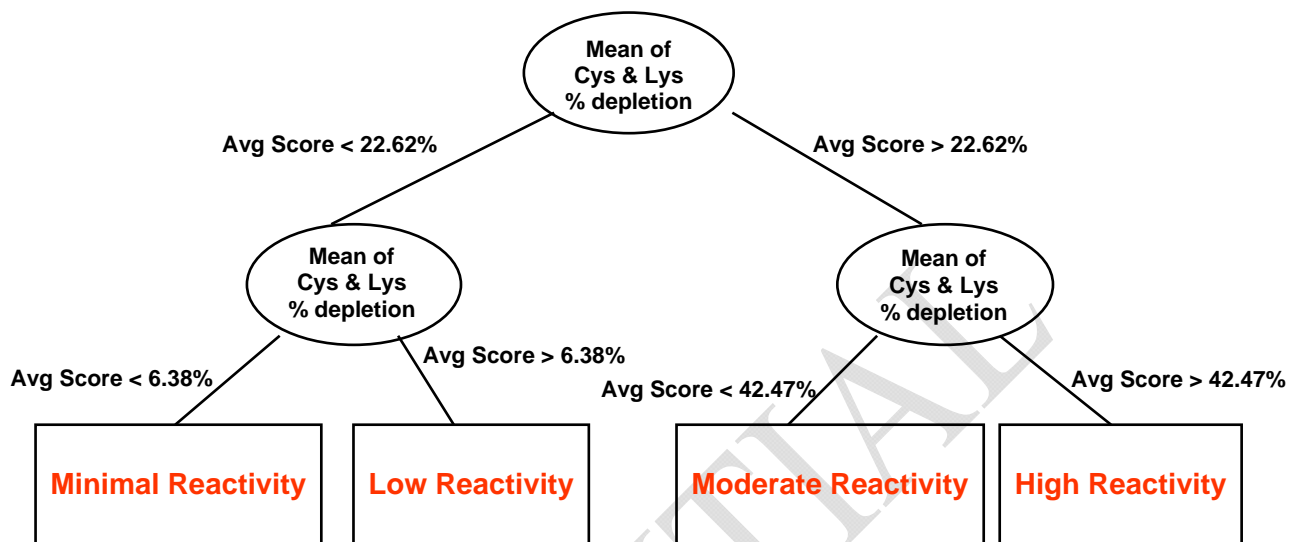 Mean of
Cys & Lys
% depletion
Avg Score < 22.62%
Avg Score > 22.62%
Mean of
Cys & Lys
% depletion
Mean of
Cys & Lys
% depletion
Avg Score < 6.38%
Avg Score > 6.38%
Avg Score < 42.47%
Avg Score > 42.47%
Minimal Reactivity
Low Reactivity
Moderate Reactivity
High Reactivity
TIAL